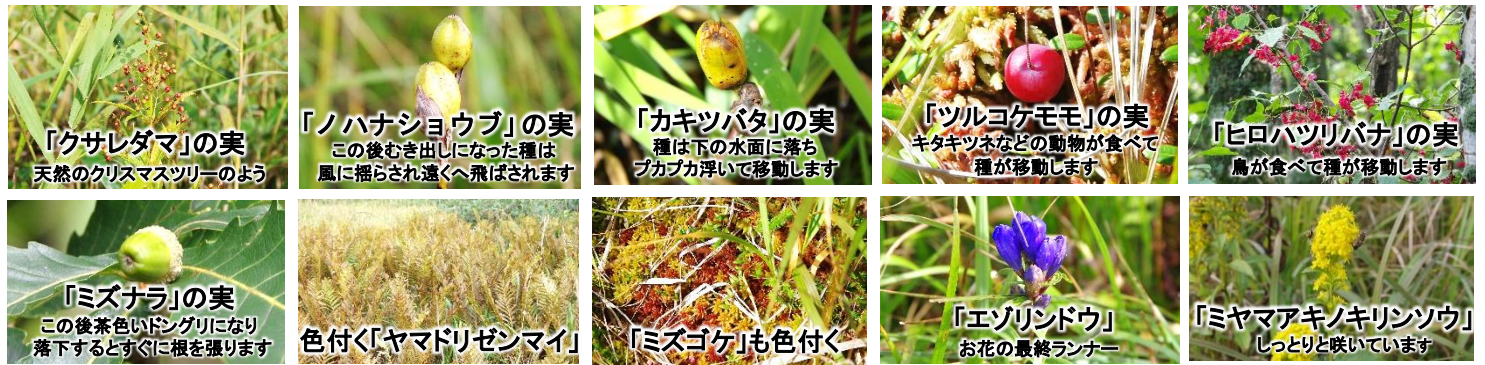 「クサレダマ」の実
天然のクリスマスツリーのよう
「ノハナショウブ」の実
この後むき出しになった種は
風に揺らされ遠くへ飛ばされます
「カキツバタ」の実
種は下の水面に落ち
プカプカ浮いて移動します
「ツルコケモモ」の実
キタキツネなどの動物が食べて
種が移動します
「ヒロハツリバナ」の実
鳥が食べて種が移動します
「ミズナラ」の実
この後茶色いドングリになり
落下するとすぐに根を張ります
色付く「ヤマドリゼンマイ」
「ミズゴケ」も色付く
「エゾリンドウ」
お花の最終ランナー
「ミヤマアキノキリンソウ」
しっとりと咲いています